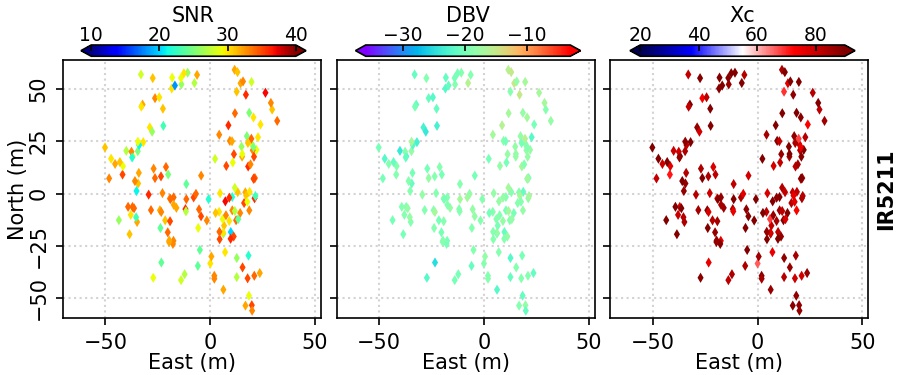 SNR DBV Xc
10 20 30 40 −30 −20 −10 20 40 60 80
50
25
0
−25
−50
North (m)
−50 0 50 −50 0 50 −50 0 50
East (m) East (m) East (m)
IR5211